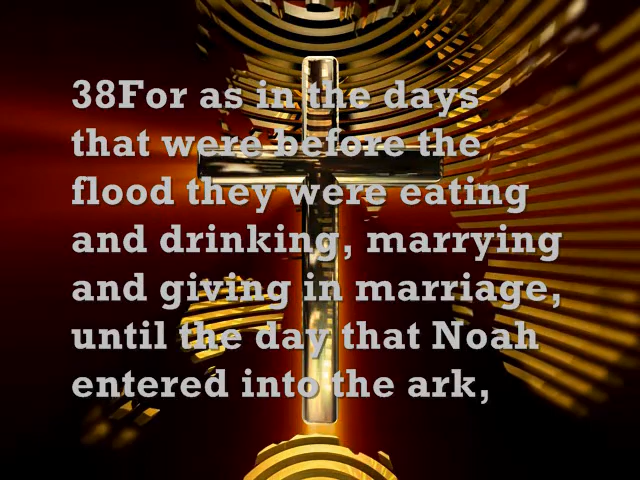 38For as in the days
that were before the
flood they were eating
and drinking, marrying
and giving in marriage,
until the day that Noah
entered into the ark,